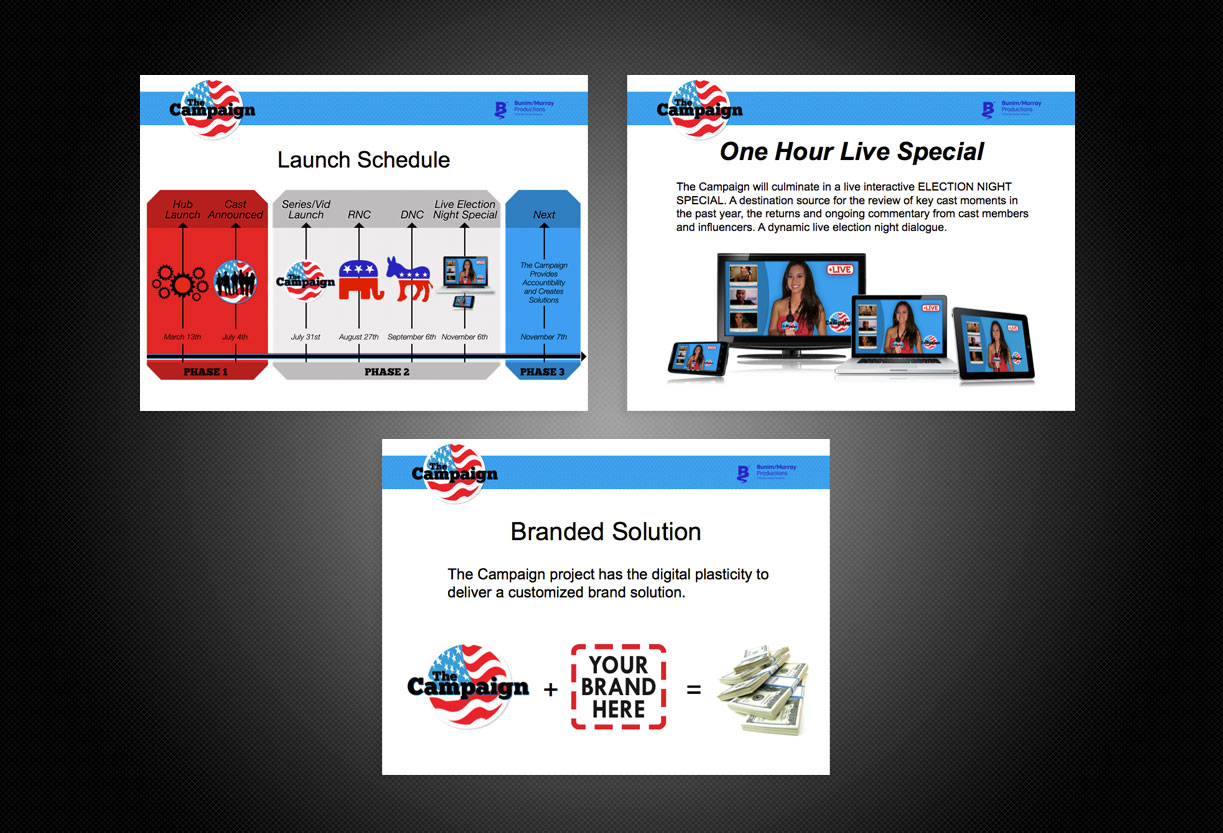 The
Campaign
Bunim/Murray
Productions
Launch Schedule
Hub
Launch
Cast
Announced
Series/Vid
Launch
RNC
DNC
Live Election
Night Special
Next
The
Campaign
LIVE
The Campaign
Provides
Accountibility
and Creates
Solutions
March 13th
July 4th
July 31st
August 27th
September 6th
November 6th
November 7th
PHASE 1
PHASE 2
PHASE 3
The
Campaign
Bunim/Murray
Productions
One Hour Live Special
The Campaign will culminate in a live interactive ELECTION NIGHT
SPECIAL. A destination source for the review of key cast moments in
the past year, the returns and ongoing commentary from cast members
and influencers. A dynamic live election night dialogue.
LIVE
Campaign
LIVE
LIVE
The
Campaign
Bunim/Murray
Productions
Branded Solution
The Campaign project has the digital plasticity to
deliver a customized brand solution.
The
Campaign
+
YOUR
BRAND
HERE
=